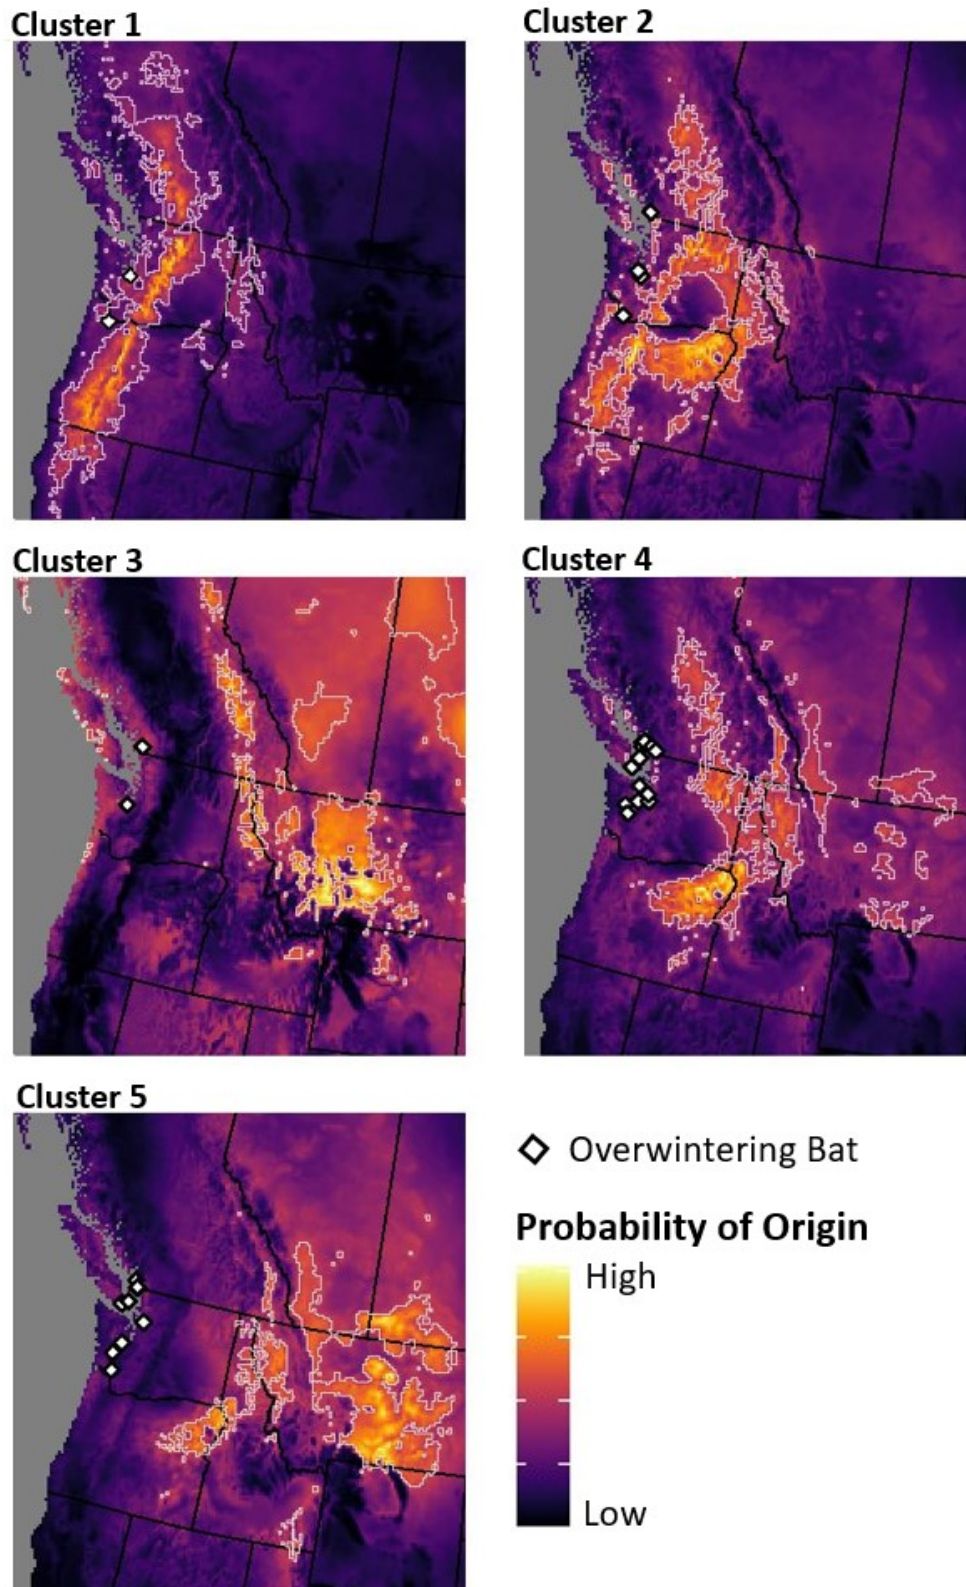 Cluster 1
Cluster 2
Cluster 3
Cluster 4
Cluster 5
Overwintering Bat
Probability of Origin
High
Low